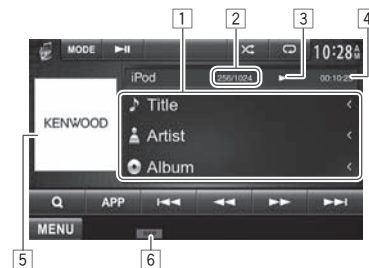 1 2 3 4
MODE 10:28
iPod 256/1024 00:10:25
Title
KENWOOD
Artist
Album
APP
MENU
5 6